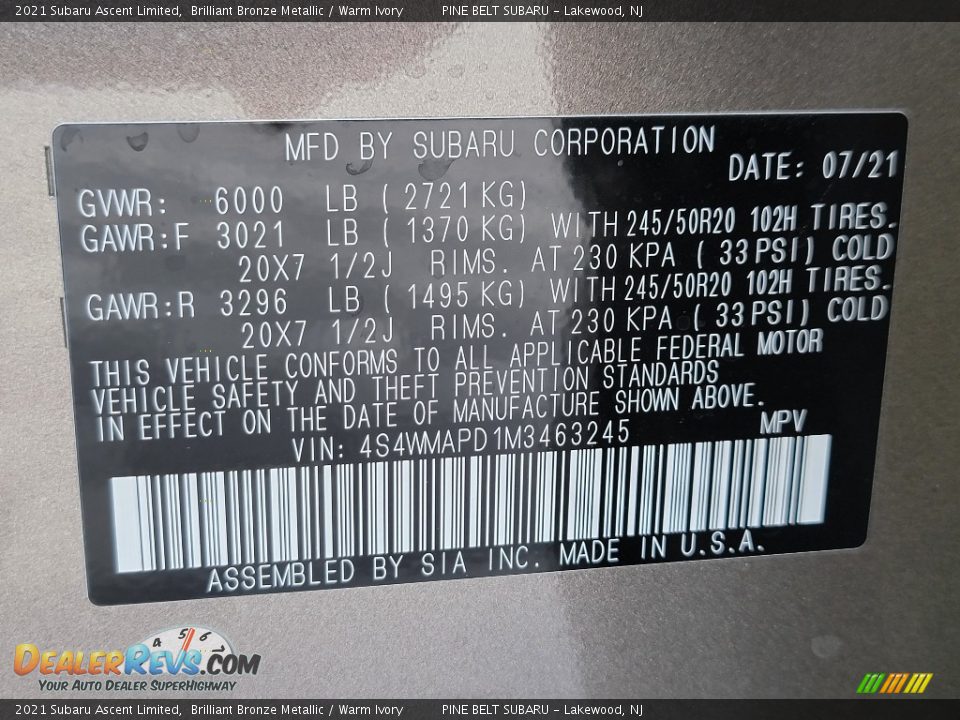 2021 Subaru Ascent Limited, Brilliant Bronze Metallic / Warm Ivory PINE BELT SUBARU - Lakewood, NJ
MFD BY SUBARU CORPORATION
DATE: 07/21
GVWR: 6000 LB ( 2721 KG)
GAWR:F 3021 LB ( 1370 KG) WITH 245/50R20 102H TIRES.
20X7 1/2J RIMS. AT 230 KPA ( 33 PSI) COLD
GAWR:R 3296 LB ( 1495 KG) WITH 245/50R20 102H TIRES.
20X7 1/2J RIMS. AT 230 KPA ( 33 PSI) COLD
THIS VEHICLE CONFORMS TO ALL APPLICABLE FEDERAL MOTOR
VEHICLE SAFETY AND THEFT PREVENTION STANDARDS
IN EFFECT ON THE DATE OF MANUFACTURE SHOWN ABOVE.
VIN: 4S4WMAPD1M3463245 MPV
ASSEMBLED BY SIA INC. MADE IN U.S.A.
4 5 6 7
DEALERREVS.COM
YOUR AUTO DEALER SUPERHIGHWAY
2021 Subaru Ascent Limited, Brilliant Bronze Metallic / Warm Ivory PINE BELT SUBARU - Lakewood, NJ